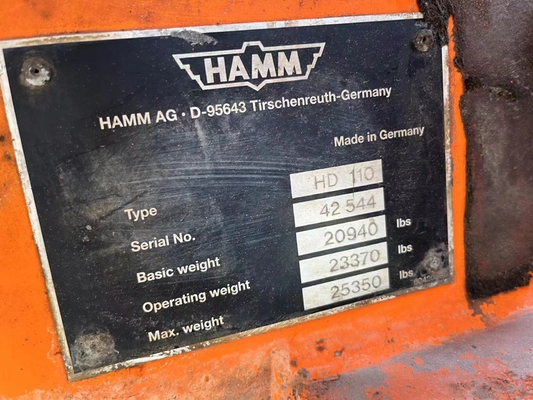 HAMM
HAMM AG · D-95643 Tirschenreuth-Germany
Made in Germany
Type HD 110
Serial No. 42 544
Basic weight 20940 lbs
Operating weight 23370 lbs
Max. weight 25350 lbs